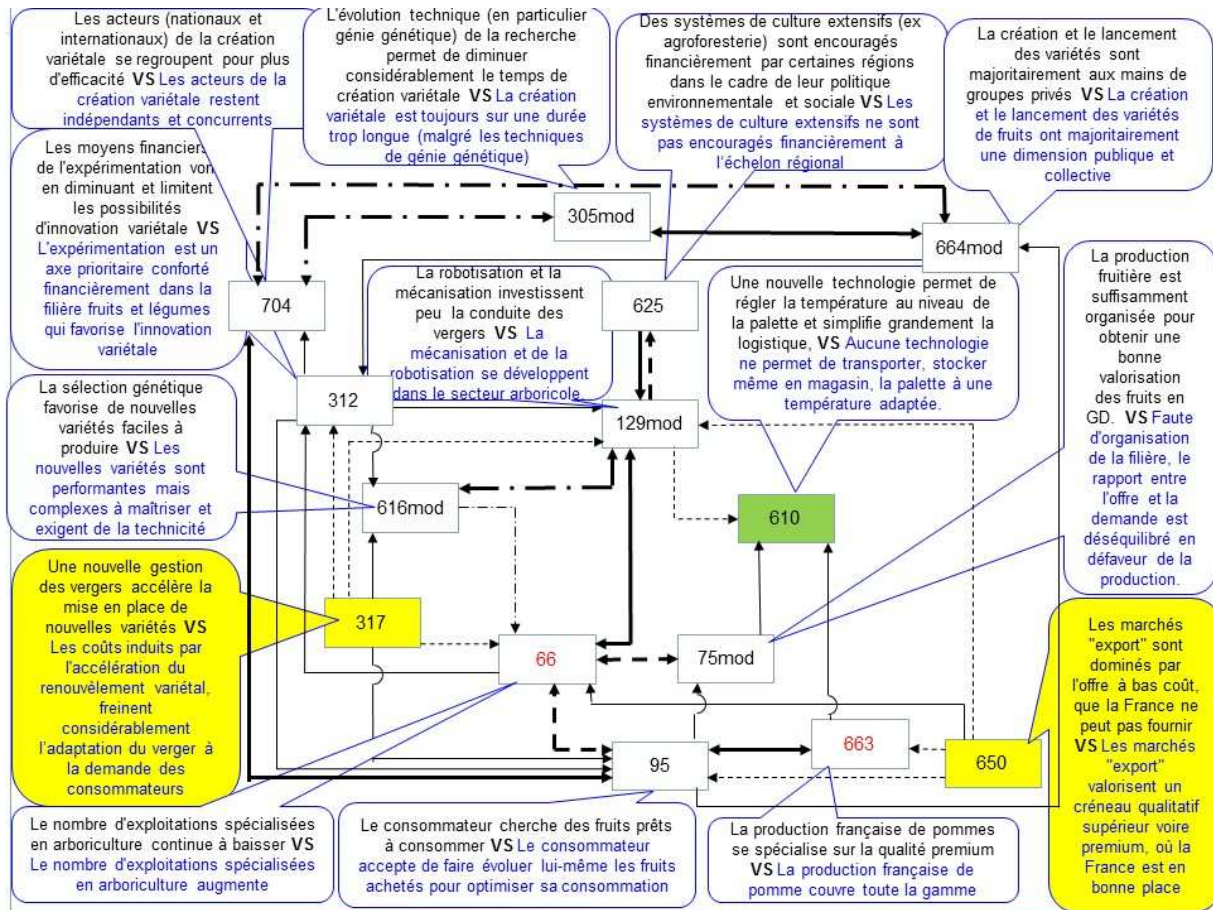 Les acteurs (nationaux et
internationaux) de la création
variétale se regroupent pour plus
d'efficacité VS Les acteurs de la
création variétale restent
indépendants et concurrents
L'évolution technique (en particulier
génie génétique) de la recherche
permet de diminuer
considérablement le temps de
création variétale VS La création
variétale est toujours sur une durée
trop longue (malgré les techniques
de génie génétique)
Des systèmes de culture extensifs (ex
agroforesterie) sont encouragés
financièrement par certaines régions
dans le cadre de leur politique
environnementale et sociale VS Les
systèmes de culture extensifs ne sont
pas encouragés financièrement à
l'échelon régional
La création et le lancement
des variétés sont
majoritairement aux mains de
groupes privés VS La création
et le lancement des variétés
de fruits ont majoritairement
une dimension publique et
collective
Les moyens financiers
de l'expérimentation von
en diminuant et limitent
les possibilités
d'innovation variétale VS
L'expérimentation est un
axe prioritaire conforté
financièrement dans la
filière fruits et légumes
qui favorise l'innovation
variétale
305mod
664mod
704
La robotisation et la
mécanisation investissent
peu la conduite des
vergers VS La
mécanisation et de la
robotisation se développent
dans le secteur arboricole.
625
Une nouvelle technologie permet de
régler la température au niveau de
la palette et simplifie grandement la
logistique, VS Aucune technologie
ne permet de transporter, stocker
même en magasin, la palette à une
température adaptée.
La production
fruitière est
suffisamment
organisée pour
obtenir une
bonne
valorisation
des fruits en
GD. VS Faute
d'organisation
de la filière, le
rapport entre
l'offre et la
demande est
déséquilibré en
défaveur de la
production.
312
129mod
La sélection génétique
favorise de nouvelles
variétés faciles à
produire VS Les
nouvelles variétés sont
performantes mais
complexes à maîtriser et
exigent de la technicité
616mod
610
Une nouvelle gestion
des vergers accélère la
mise en place de
nouvelles variétés VS
Les coûts induits par
l'accélération du
renouvèlement variétal,
freinent
considérablement
l'adaptation du verger à
la demande des
consommateurs
317
66
75mod
95
663
650
Les marchés
"export" sont
dominés par
l'offre à bas coût,
que la France ne
peut pas fournir
VS Les marchés
"export"
valorisent un
créneau qualitatif
supérieur voire
premium, où la
France est en
bonne place
Le nombre d'exploitations spécialisées
en arboriculture continue à baisser VS
Le nombre d'exploitations spécialisées
en arboriculture augmente
Le consommateur cherche des fruits prêts
à consommer VS Le consommateur
accepte de faire évoluer lui-même les fruits
achetés pour optimiser sa consommation
La production française de pommes
se spécialise sur la qualité premium
VS La production française de
pomme couvre toute la gamme